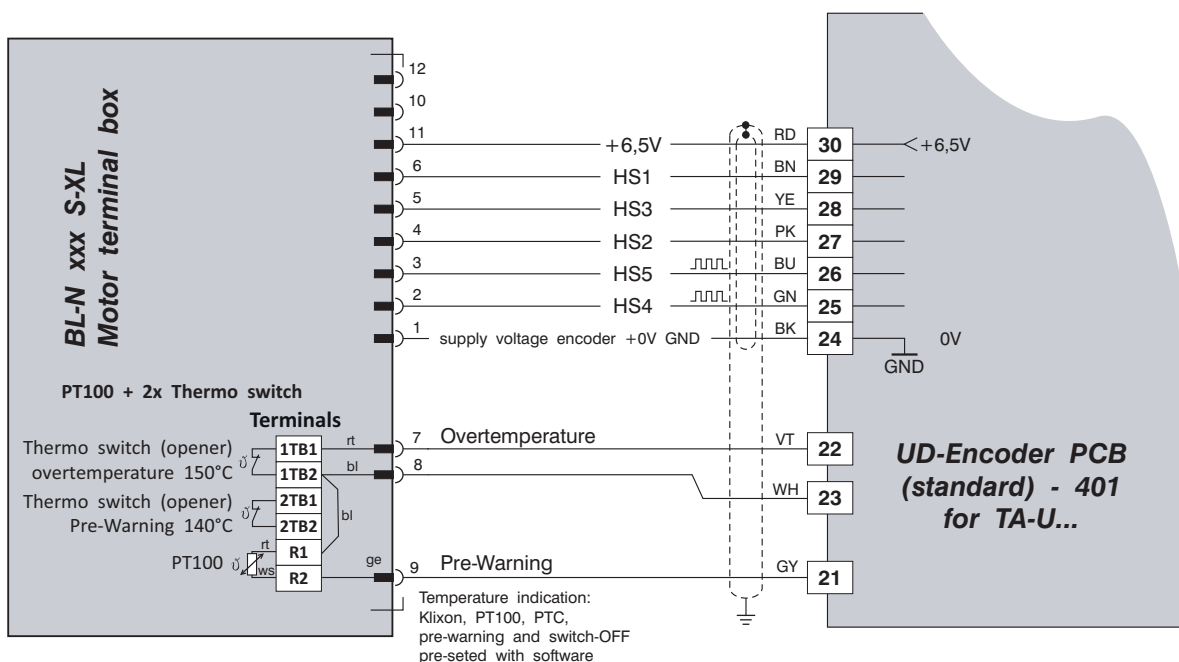 BL-N xxx S-XL
Motor terminal box
12
10
11
+6,5V
RD
30
+6,5V
6
HS1
BN
29
5
HS3
YE
28
4
HS2
PK
27
3
HS5
BU
26
2
HS4
GN
25
1
supply voltage encoder +0V GND
BK
24
0V
GND
PT100 + 2x Thermo switch
Terminals
Thermo switch (opener)
overtemperature 150°C
ϑ
1TB1
rt
7
Overtemperature
VT
22
1TB2
bl
8
WH
23
Thermo switch (opener)
Pre-Warning 140°C
ϑ
2TB1
2TB2
bl
PT100
ϑ
rt
R1
ws
R2
ge
9
Pre-Warning
GY
21
Temperature indication:
Klixon, PT100, PTC,
pre-warning and switch-OFF
pre-seted with software
UD-Encoder PCB
(standard) - 401
for TA-U...